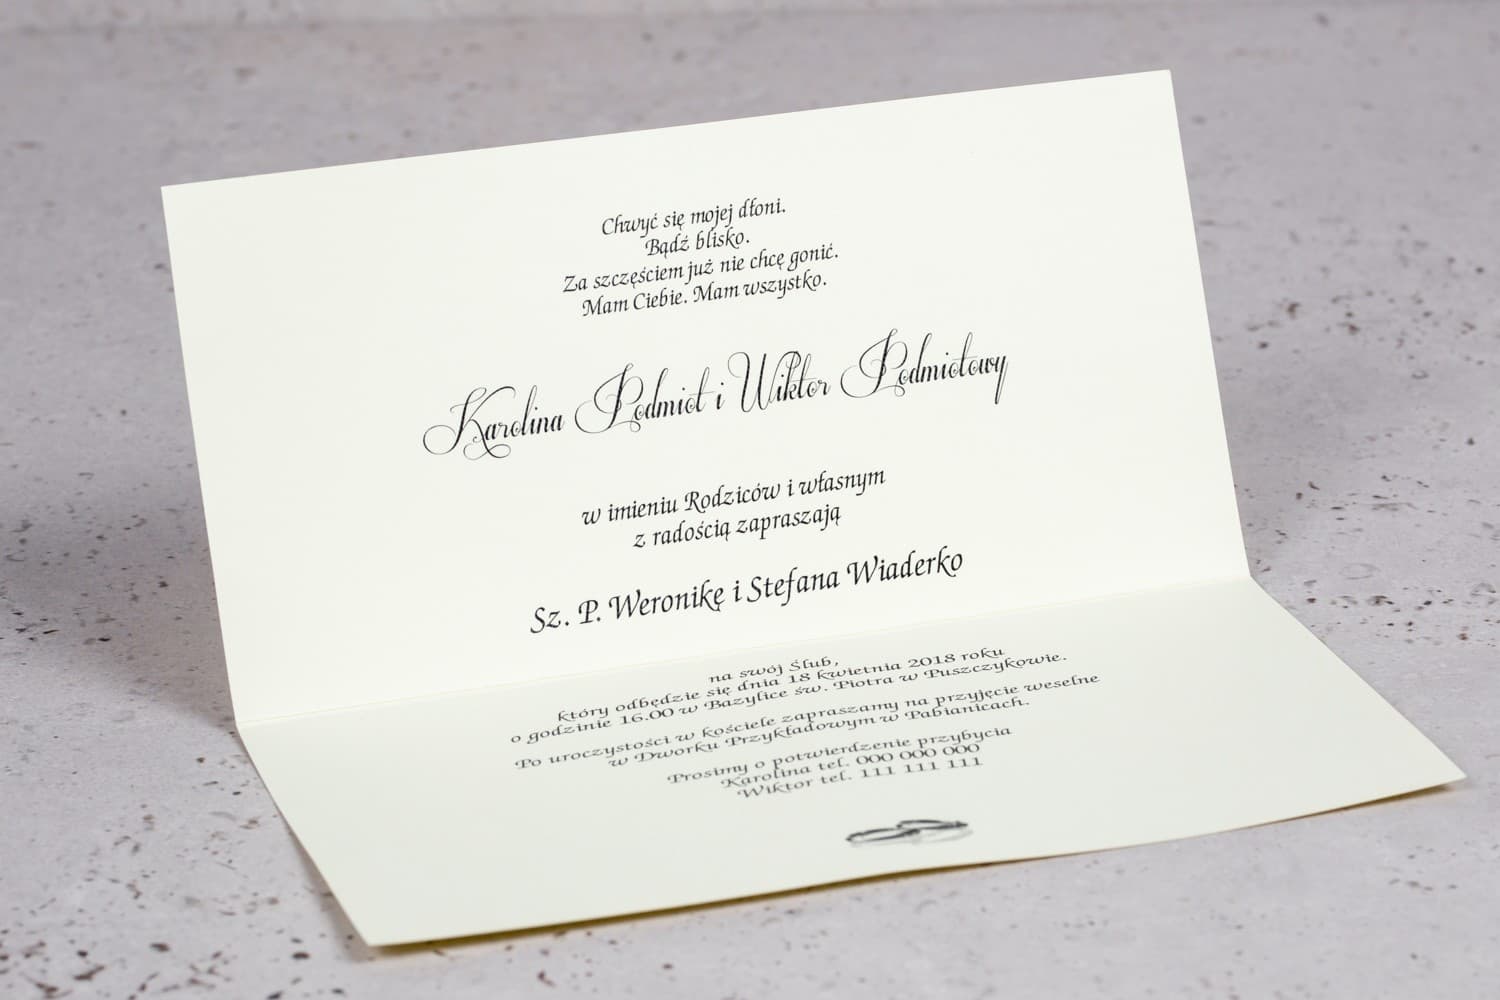 Chwyć się mojej dłoni.
Bądź blisko.
Za szczęściem już nie chcę gonić.
Mam Ciebie. Mam wszystko.
Karolina Podmiot i Wiktor Podmiotowy
w imieniu Rodziców i własnym
z radością zapraszają
Sz. P. Weronikę i Stefana Wiaderko
na swój Ślub,
który odbędzie się dnia 18 kwietnia 2018 roku
o godzinie 16.00 w Bazylice św. Piotra w Puszczykowie.
Po uroczystości w kościele zapraszamy na przyjęcie weselne
w Dworku Przykładowym w Pabianicach.
Prosimy o potwierdzenie przybycia
Karolina tel. 000 000 000
Wiktor tel. 111 111 111